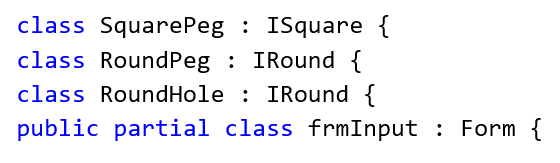 class SquarePeg : ISquare {
class RoundPeg : IRound {
class RoundHole : IRound {
public partial class frmInput : Form {